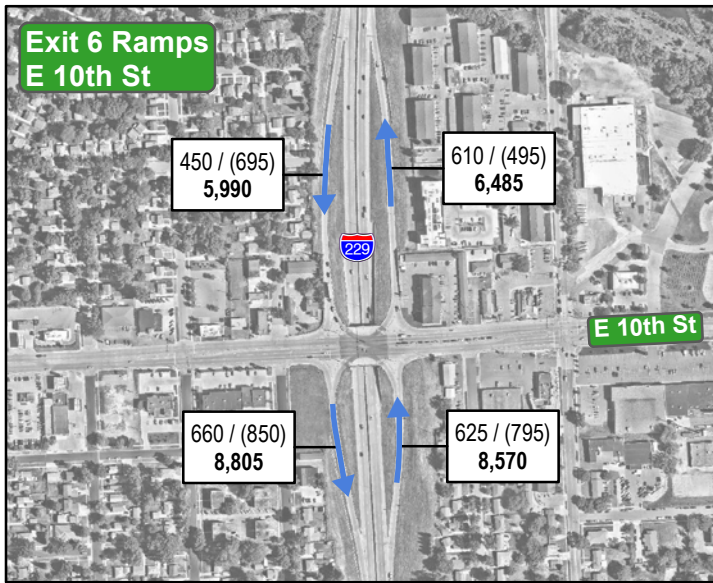 Exit 6 Ramps
E 10th St
450 / (695)
5,990
610 / (495)
6,485
229
E 10th St
660 / (850)
8,805
625 / (795)
8,570